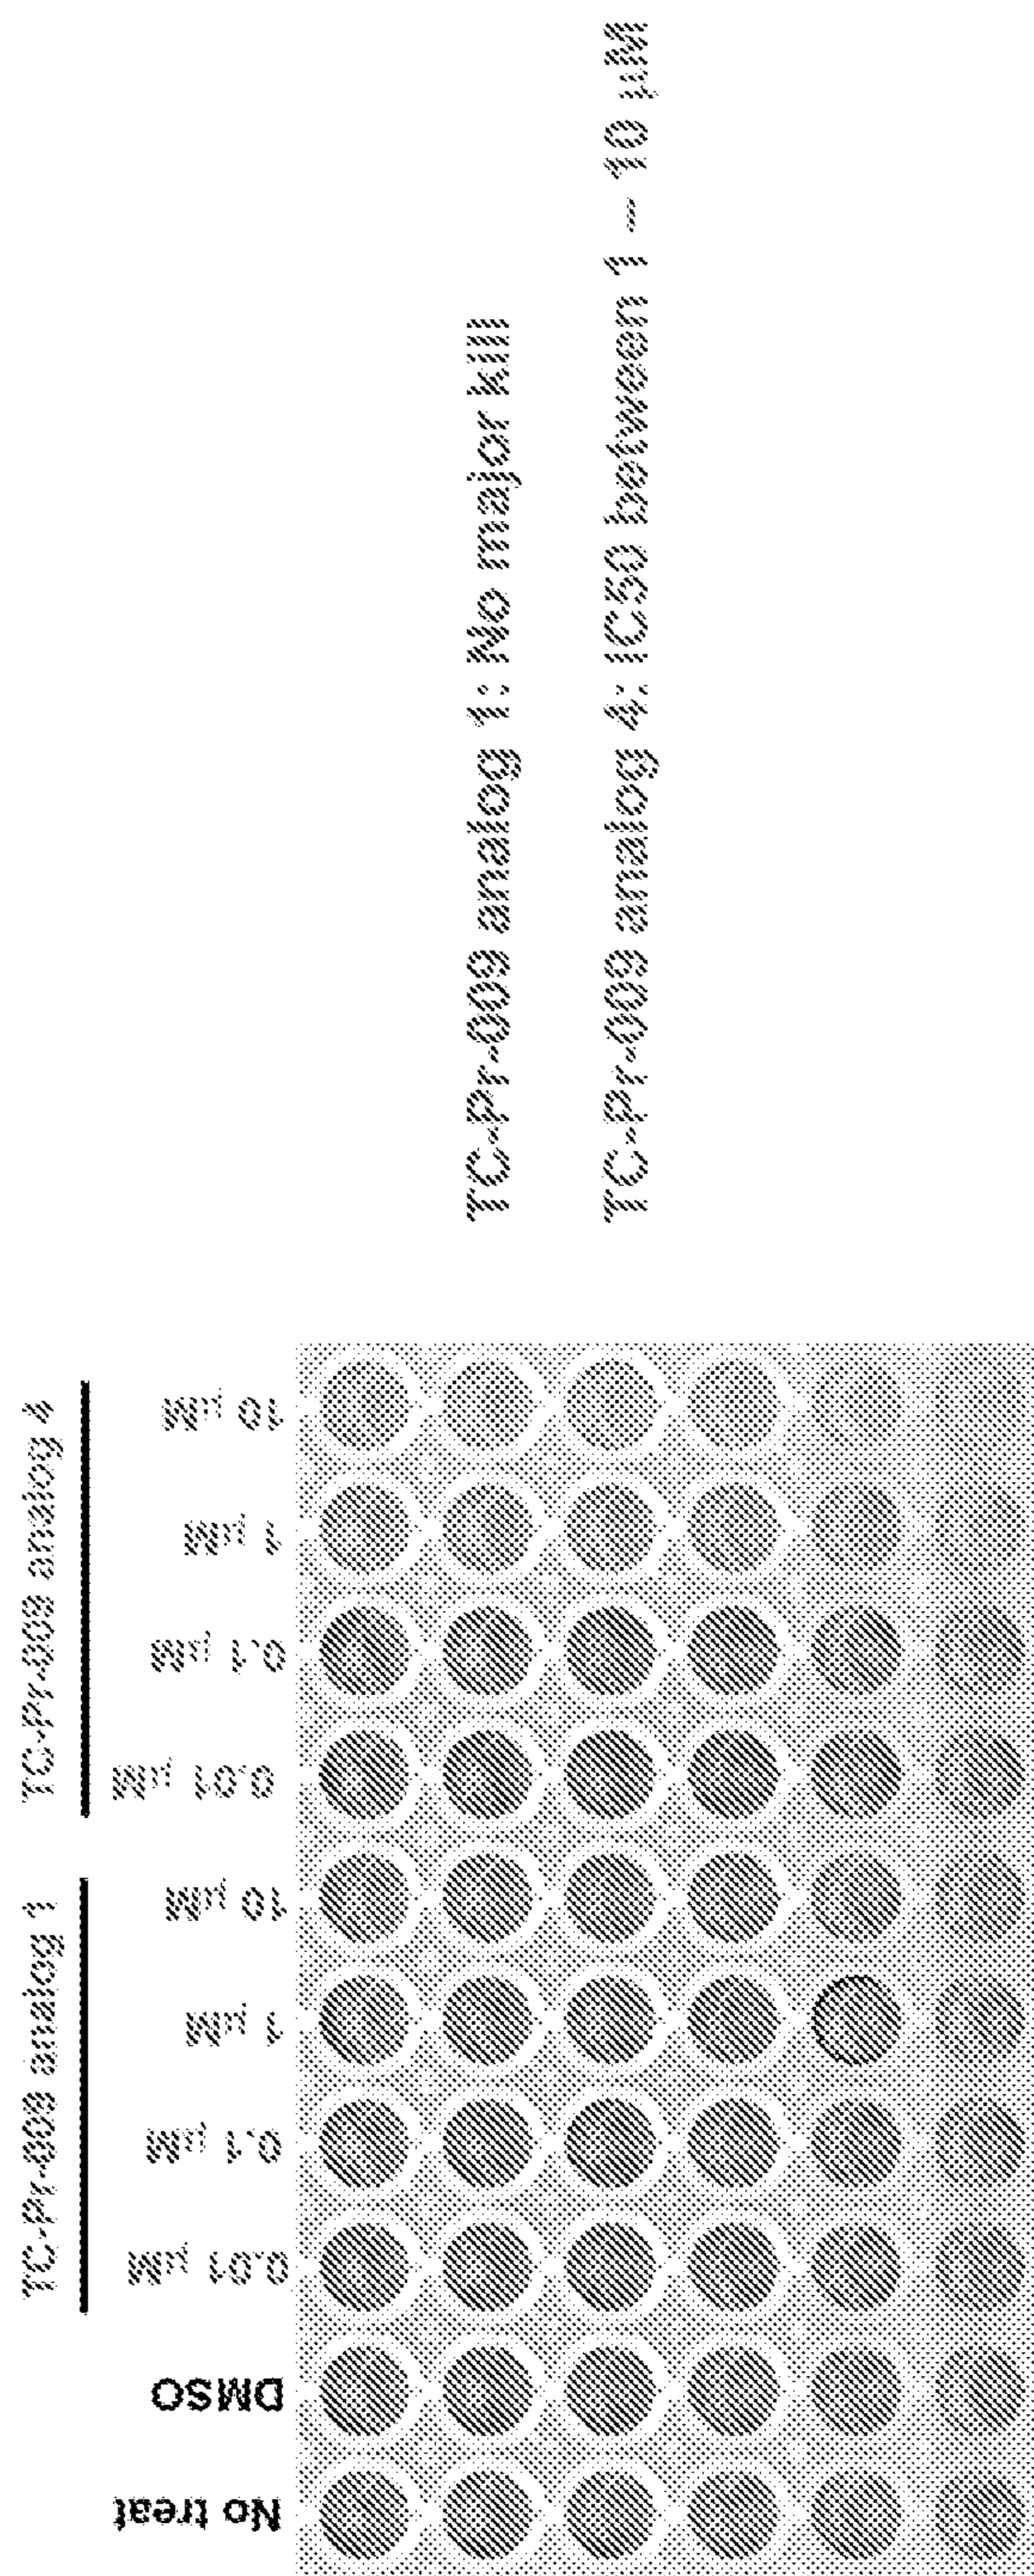 TC-Pr-009 analog 1
TC-Pr-009 analog 4
No treat
DMSO
0.01 µM
0.1 µM
1 µM
10 µM
0.01 µM
0.1 µM
1 µM
10 µM
TC-Pr-009 analog 1: No major kill
TC-Pr-009 analog 4: IC50 between 1 – 10 µM